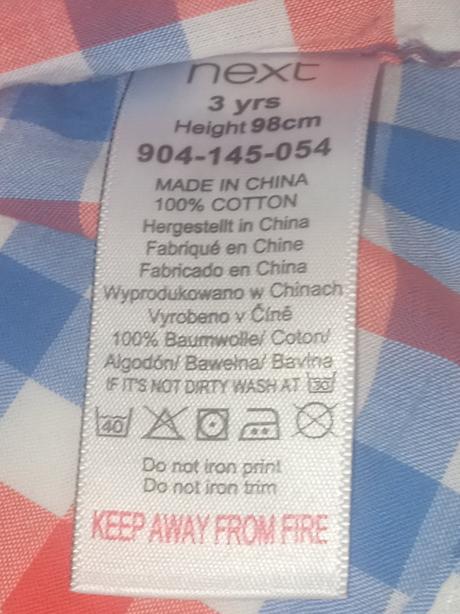 next
3 yrs
Height 98cm
904-145-054
MADE IN CHINA
100% COTTON
Hergestellt in China
Fabriqué en Chine
Fabricado en China
Wyprodukowano w Chinach
Vyrobeno v Číně
100% Baumwolle/ Coton/
Algodón/ Bawełna/ Bavlna
IF IT'S NOT DIRTY WASH AT 30
40
Do not iron print
Do not iron trim
KEEP AWAY FROM FIRE